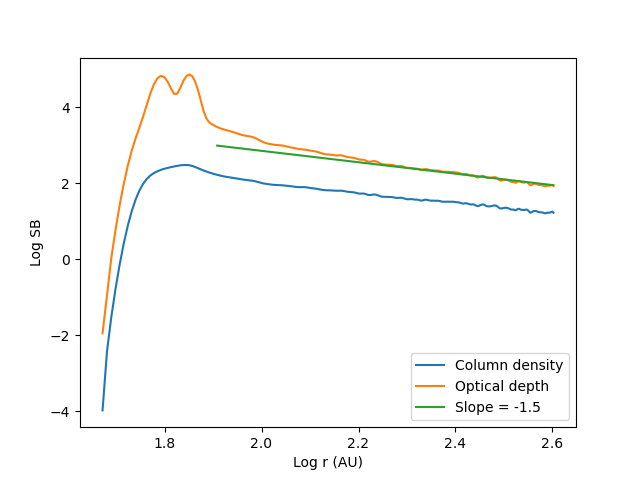 4
2
0
−2
−4
Log SB
1.8
2.0
2.2
2.4
2.6
Log r (AU)
Column density
Optical depth
Slope = -1.5